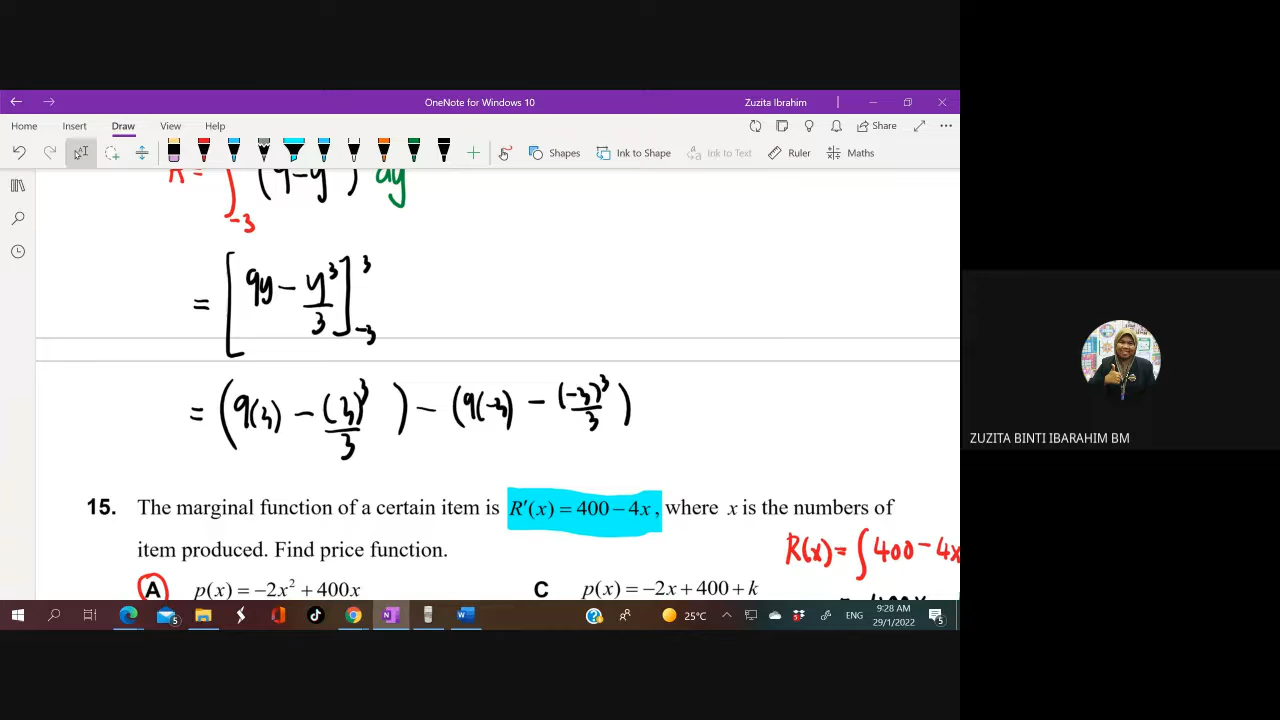 OneNote for Windows 10
Zuzita Ibrahim
Home Insert Draw View Help
Share
Shapes Ink to Shape Ink to Text Ruler Maths
-3
dy
= [9y - y³/3]³₋₃
= (9(3) - (3)³/3) - (9(-3) - (-3)³/3)
15. The marginal function of a certain item is R′(x) = 400 − 4x, where x is the numbers of
item produced. Find price function.
R(x) = ∫ 400 - 4x
A p(x) = −2x² + 400x
C p(x) = −2x + 400 + k
ZUZITA BINTI IBARAHIM BM
5
25°C
ENG
9:28 AM
29/1/2022
5